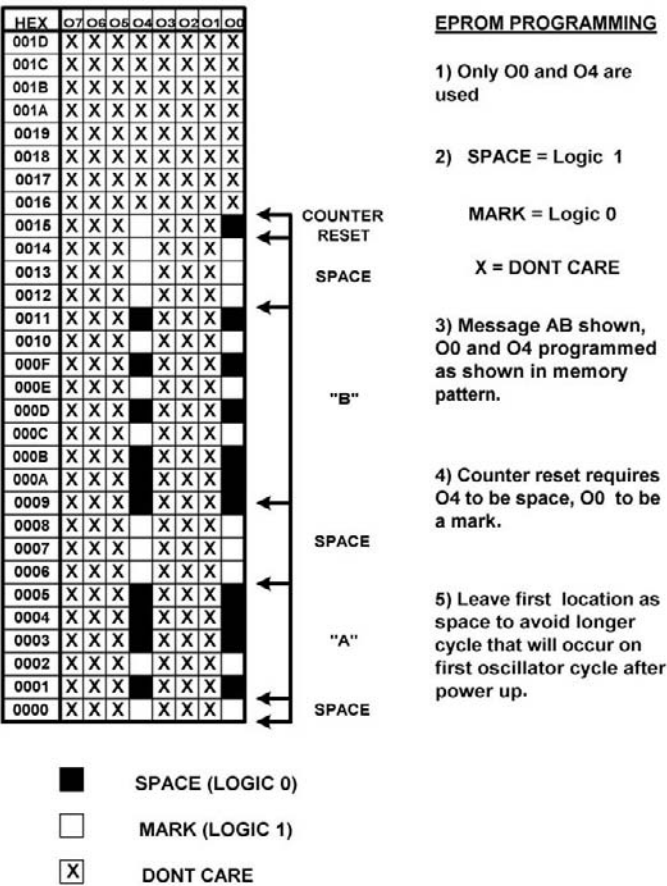 HEX O7 O6 O5 O4 O3 O2 O1 O0
001D X X X X X X X X
001C X X X X X X X X
001B X X X X X X X X
001A X X X X X X X X
0019 X X X X X X X X
0018 X X X X X X X X
0017 X X X X X X X X
0016 X X X X X X X X
0015 X X X X X X
0014 X X X X X X
0013 X X X X X X
0012 X X X X X X
0011 X X X X X X
0010 X X X X X X
000F X X X X X X
000E X X X X X X
000D X X X X X X
000C X X X X X X
000B X X X X X X
000A X X X X X X
0009 X X X X X X
0008 X X X X X X
0007 X X X X X X
0006 X X X X X X
0005 X X X X X X
0004 X X X X X X
0003 X X X X X X
0002 X X X X X X
0001 X X X X X X
0000 X X X X X X
COUNTER
RESET
SPACE
"B"
SPACE
"A"
SPACE
EPROM PROGRAMMING
1) Only O0 and O4 are
used
2) SPACE = Logic 1
MARK = Logic 0
X = DONT CARE
3) Message AB shown,
O0 and O4 programmed
as shown in memory
pattern.
4) Counter reset requires
O4 to be space, O0 to be
a mark.
5) Leave first location as
space to avoid longer
cycle that will occur on
first oscillator cycle after
power up.
SPACE (LOGIC 0)
MARK (LOGIC 1)
X DONT CARE